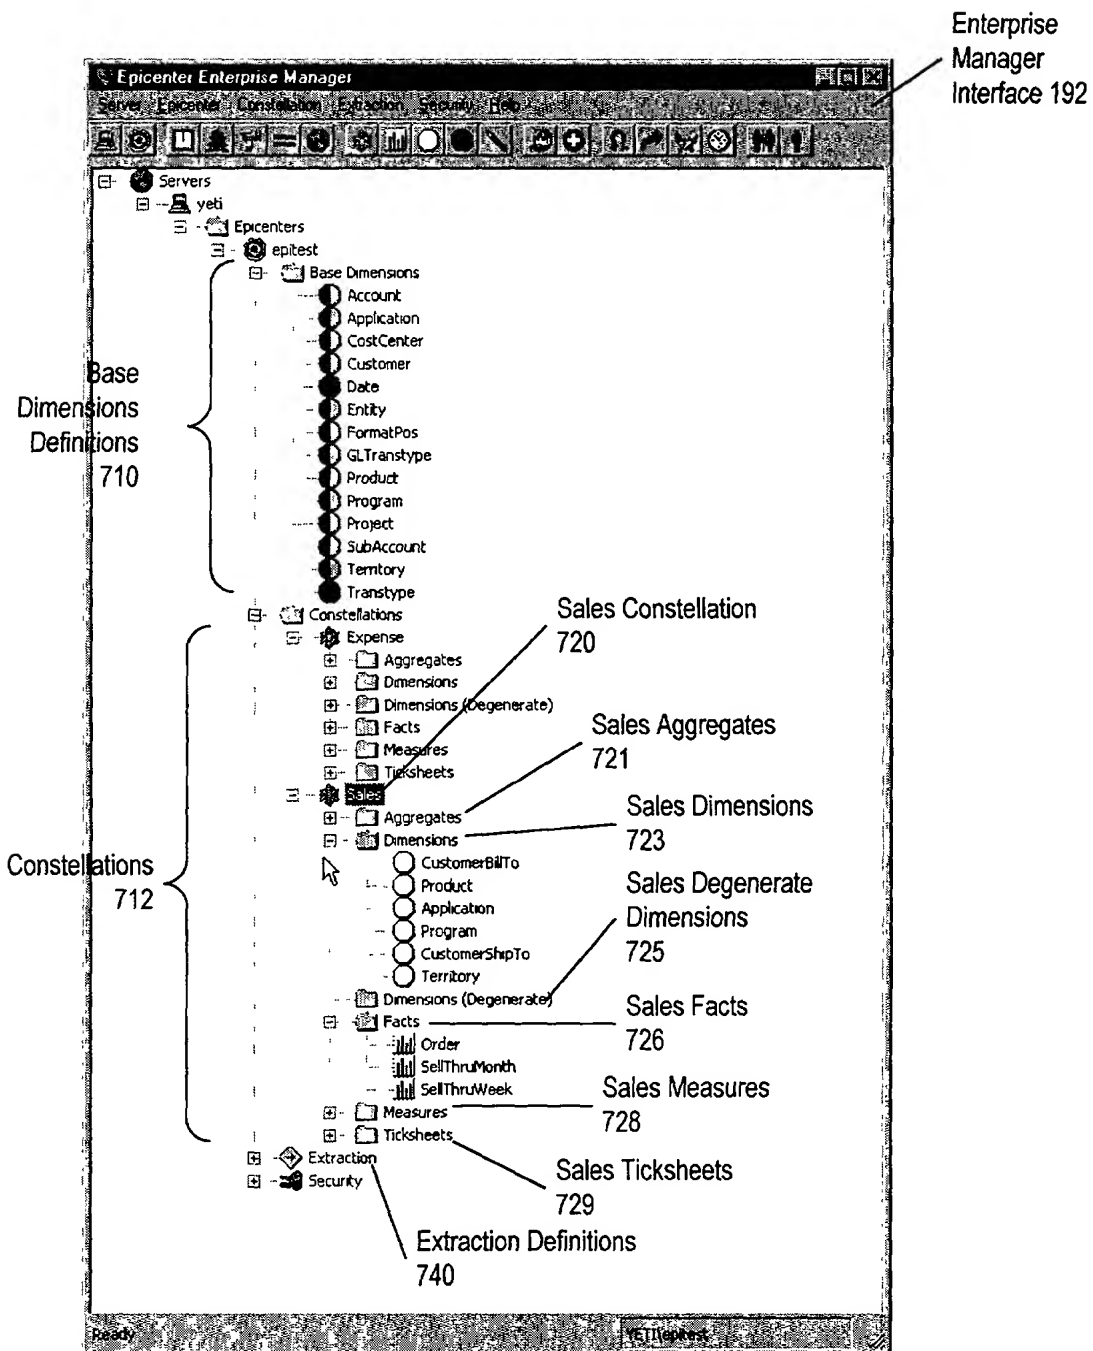 Enterprise
Manager
Interface 192
Epicenter Enterprise Manager
Server Epicenter Constellation Extraction Security Help
Servers
yeti
Epicenters
epitest
Base Dimensions
Account
Application
CostCenter
Customer
Date
Entity
FormatPos
GLTranstype
Product
Program
Project
SubAccount
Territory
Transtype
Base
Dimensions
Definitions
710
Constellations
Expense
Aggregates
Dimensions
Dimensions (Degenerate)
Facts
Measures
Ticksheets
Sales
Aggregates
Dimensions
CustomerBillTo
Product
Application
Program
CustomerShipTo
Territory
Dimensions (Degenerate)
Facts
Order
SellThruMonth
SellThruWeek
Measures
Ticksheets
Extraction
Security
Constellations
712
Sales Constellation
720
Sales Aggregates
721
Sales Dimensions
723
Sales Degenerate
Dimensions
725
Sales Facts
726
Sales Measures
728
Sales Ticksheets
729
Extraction Definitions
740
Ready
YETI\epitest